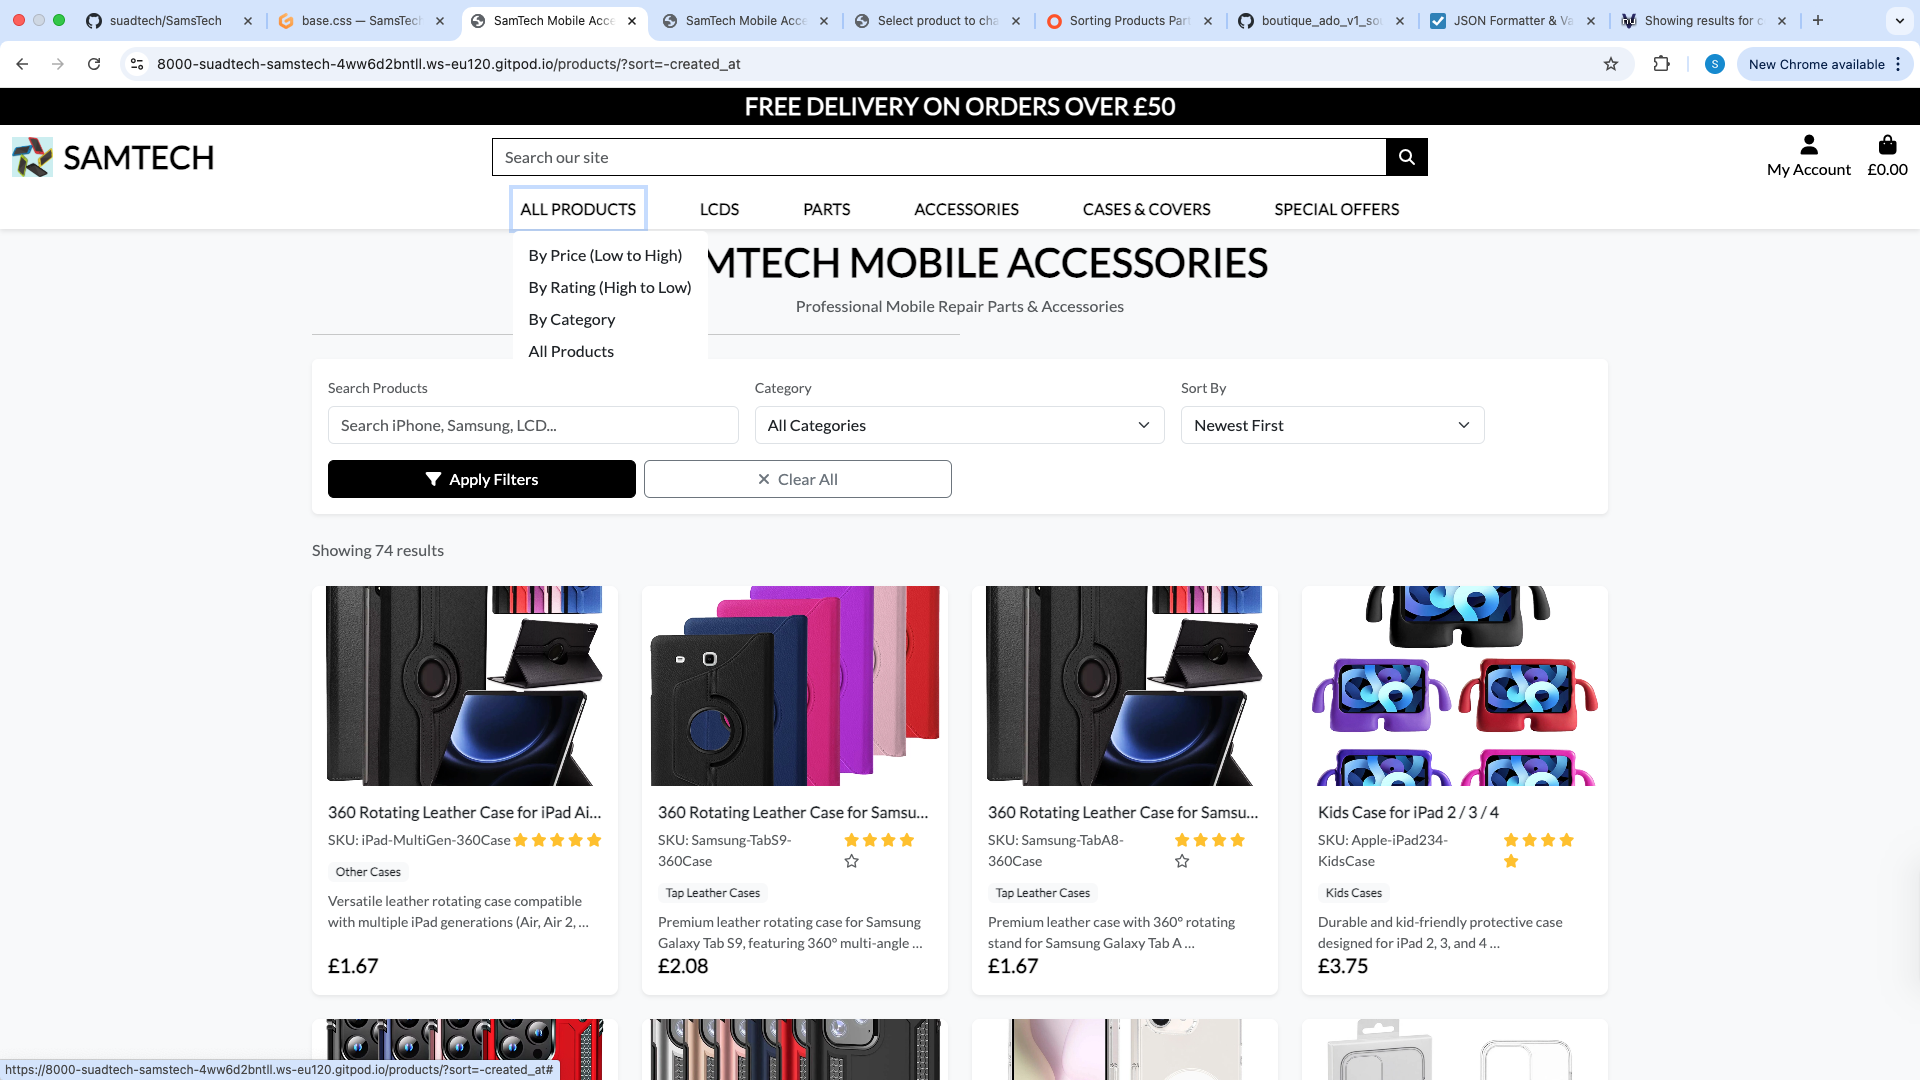 suadtech/SamsTech
base.css — SamsTech
SamTech Mobile Acce
SamTech Mobile Acce
Select product to cha
Sorting Products Part
boutique_ado_v1_sou
JSON Formatter & Va
Showing results for c
8000-suadtech-samstech-4ww6d2bntll.ws-eu120.gitpod.io/products/?sort=-created_at
S
New Chrome available
FREE DELIVERY ON ORDERS OVER £50
SAMTECH
Search our site
My Account
£0.00
ALL PRODUCTS
LCDS
PARTS
ACCESSORIES
CASES & COVERS
SPECIAL OFFERS
By Price (Low to High)
By Rating (High to Low)
By Category
All Products
MTECH MOBILE ACCESSORIES
Professional Mobile Repair Parts & Accessories
Search Products
Category
Sort By
Search iPhone, Samsung, LCD...
All Categories
Newest First
Apply Filters
Clear All
Showing 74 results
360 Rotating Leather Case for iPad Ai...
SKU: iPad-MultiGen-360Case
Other Cases
Versatile leather rotating case compatible
with multiple iPad generations (Air, Air 2, ...
£1.67
360 Rotating Leather Case for Samsu...
SKU: Samsung-TabS9-
360Case
Tap Leather Cases
Premium leather rotating case for Samsung
Galaxy Tab S9, featuring 360° multi-angle ...
£2.08
360 Rotating Leather Case for Samsu...
SKU: Samsung-TabA8-
360Case
Tap Leather Cases
Premium leather case with 360° rotating
stand for Samsung Galaxy Tab A ...
£1.67
Kids Case for iPad 2 / 3 / 4
SKU: Apple-iPad234-
KidsCase
Kids Cases
Durable and kid-friendly protective case
designed for iPad 2, 3, and 4 ...
£3.75
https://8000-suadtech-samstech-4ww6d2bntll.ws-eu120.gitpod.io/products/?sort=-created_at#